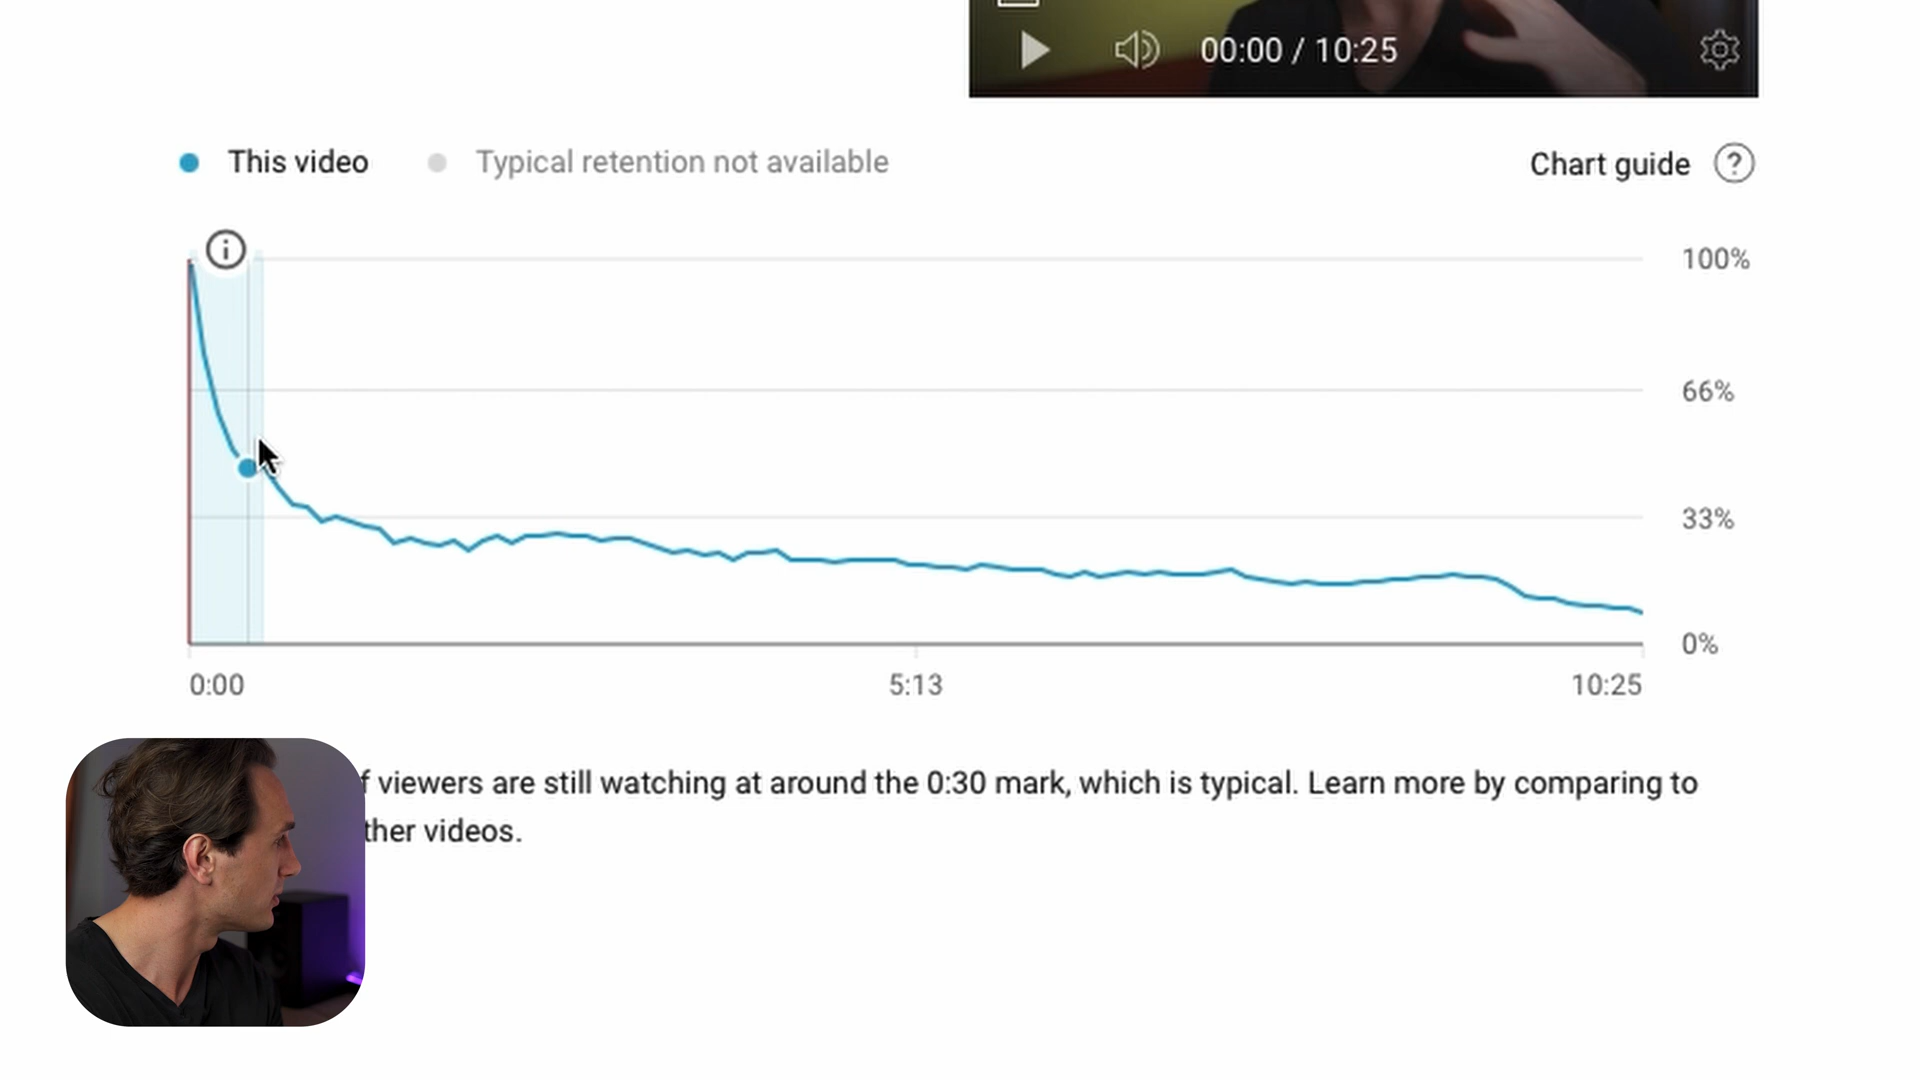 00:00 / 10:25
This video
Typical retention not available
Chart guide ?
100%
66%
33%
0%
0:00
5:13
10:25
viewers are still watching at around the 0:30 mark, which is typical. Learn more by comparing to
videos.